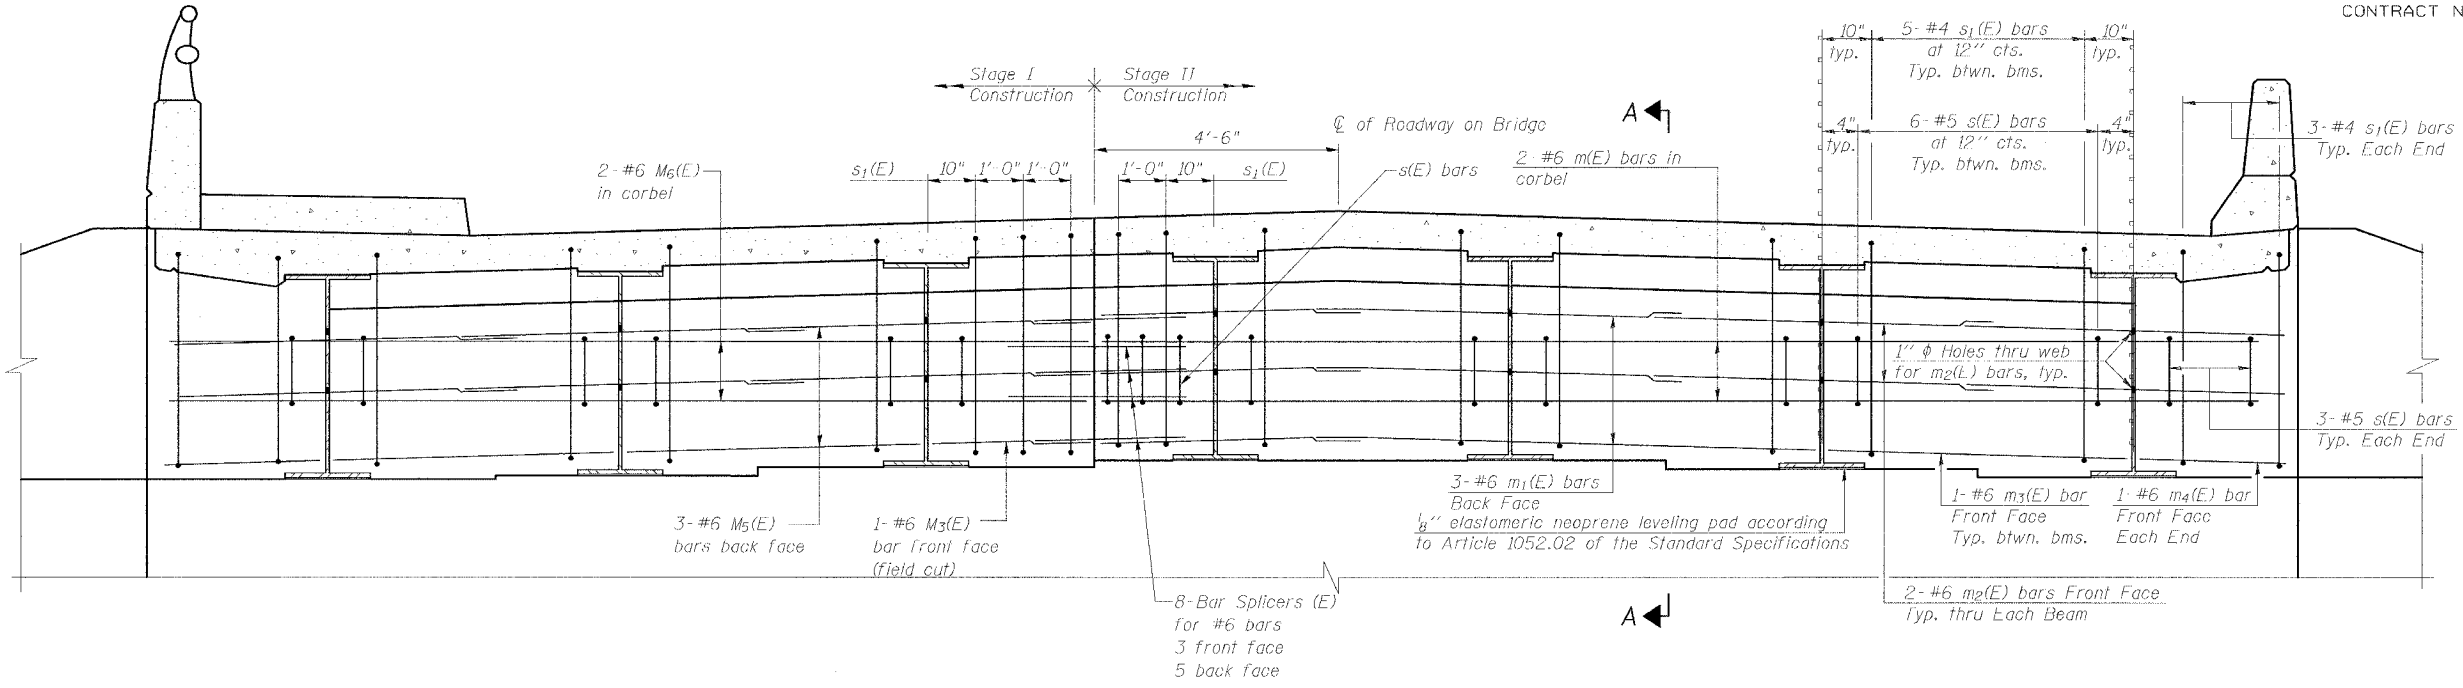 CONTRACT N
10"
typ.
5-#4 s1(E) bars
at 12" cts.
Typ. btwn. bms.
10"
typ.
Stage I
Construction
Stage II
Construction
A
℄ of Roadway on Bridge
4'-6"
4"
typ.
6-#5 s(E) bars
at 12" cts.
Typ. btwn. bms.
4"
typ.
3-#4 s1(E) bars
Typ. Each End
2-#6 M6(E)
in corbel
s1(E)
10"
1'-0"
1'-0"
1'-0"
10"
s1(E)
s(E) bars
2-#6 m(E) bars in
corbel
1" ϕ Holes thru web
for m2(E) bars, typ.
3-#5 s(E) bars
Typ. Each End
3-#6 M5(E)
bars back face
1-#6 M3(E)
bar front face
(field cut)
3-#6 m1(E) bars
Back Face
1/8" elastomeric neoprene leveling pad according
to Article 1052.02 of the Standard Specifications
1-#6 m3(E) bar
Front Face
Typ. btwn. bms.
1-#6 m4(E) bar
Front Face
Each End
8-Bar Splicers (E)
for #6 bars
3 front face
5 back face
A
2-#6 m2(E) bars Front Face
Typ. thru Each Beam